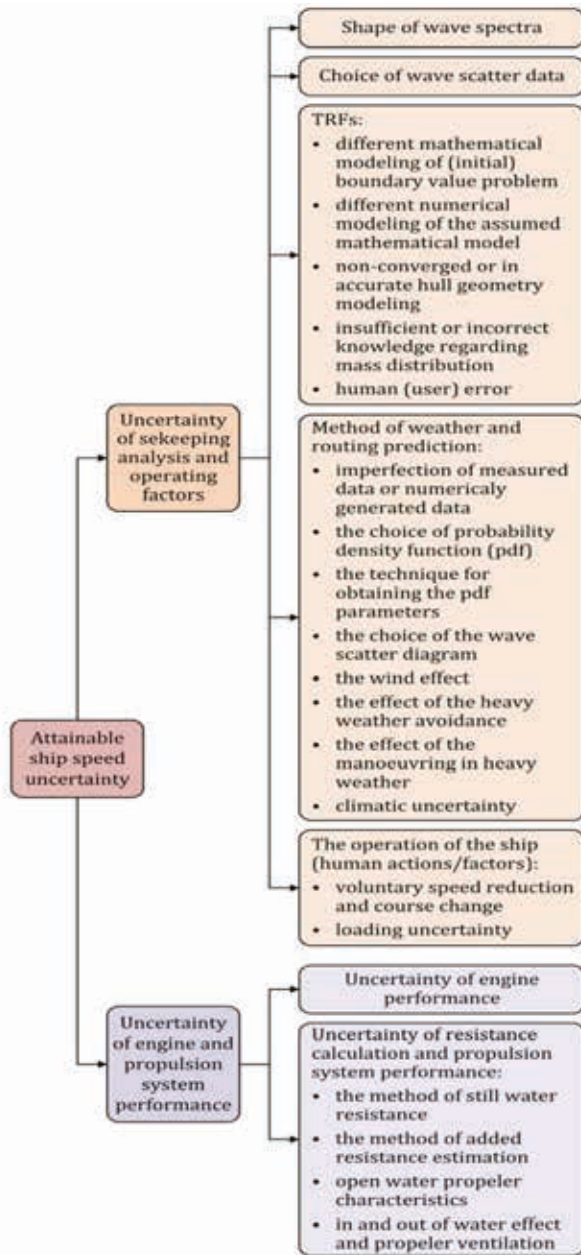 Shape of wave spectra
Choice of wave scatter data
TRFs:
• different mathematical
modeling of (initial)
boundary value problem
• different numerical
modeling of the assumed
mathematical model
• non-converged or in
accurate hull geometry
modeling
• insufficient or incorrect
knowledge regarding
mass distribution
• human (user) error
Uncertainty
of sekeeping
analysis and
operating
factors
Method of weather and
routing prediction:
• imperfection of measured
data or numericaly
generated data
• the choice of probability
density function (pdf)
• the technique for
obtaining the pdf
parameters
• the choice of the wave
scatter diagram
• the wind effect
• the effect of the heavy
weather avoidance
• the effect of the
manoeuvring in heavy
weather
• climatic uncertainty
Attainable
ship speed
uncertainty
The operation of the ship
(human actions/factors):
• voluntary speed reduction
and course change
• loading uncertainty
Uncertainty
of engine and
propulsion
system
performance
Uncertainty of engine
performance
Uncertainty of resistance
calculation and propulsion
system performance:
• the method of still water
resistance
• the method of added
resistance estimation
• open water propeler
characteristics
• in and out of water effect
and propeler ventilation